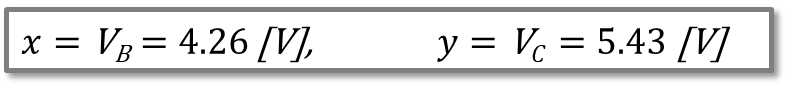 x = V_B = 4.26 [V], y = V_C = 5.43 [V]